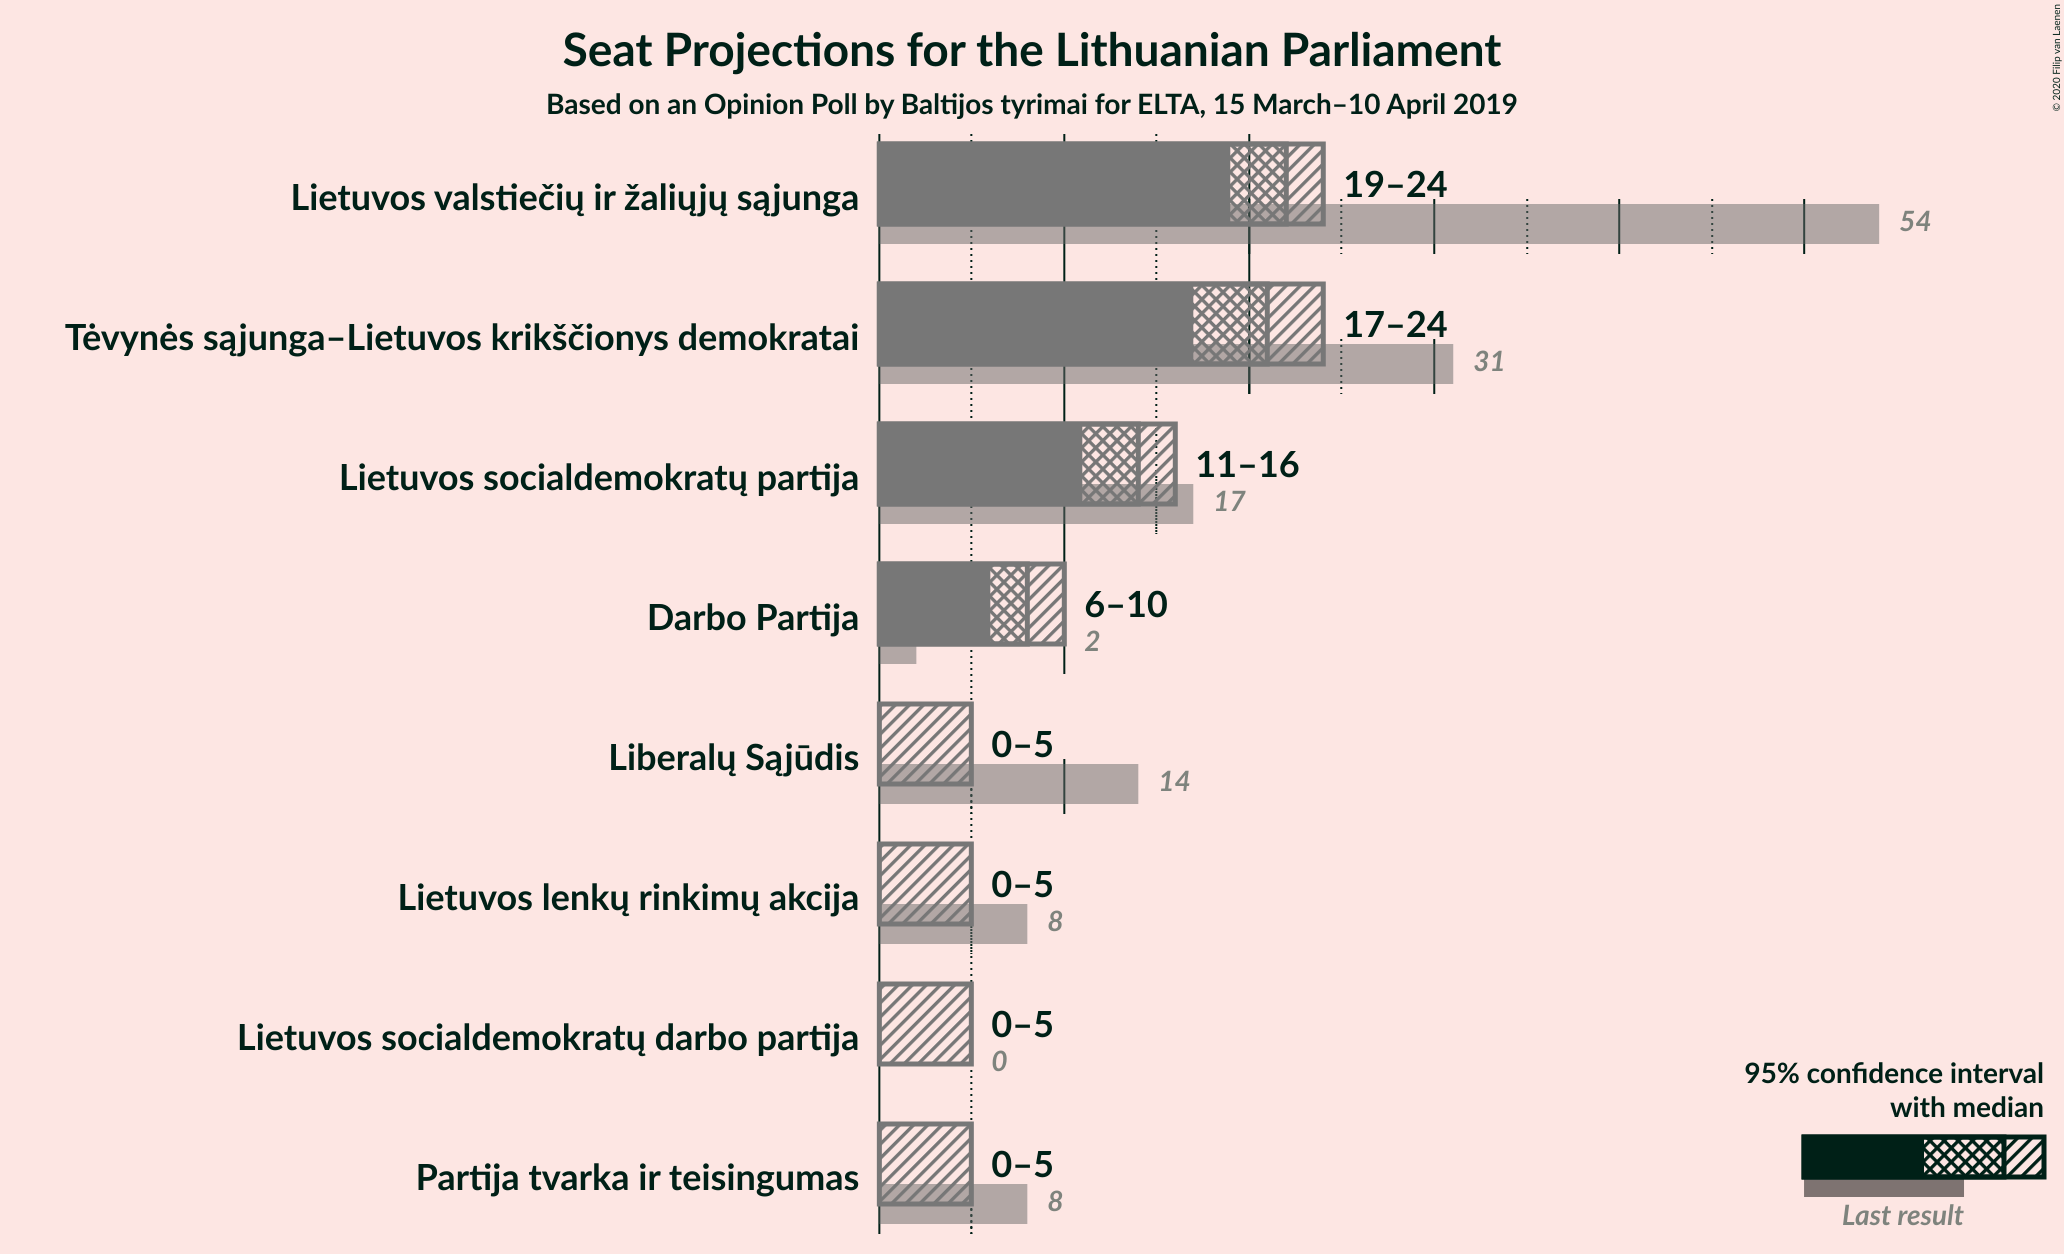 Seat Projections for the Lithuanian Parliament
Based on an Opinion Poll by Baltijos tyrimai for ELTA, 15 March–10 April 2019
© 2020 Filip van Laenen
Lietuvos valstiečių ir žaliųjų sąjunga
19–24
54
Tėvynės sąjunga–Lietuvos krikščionys demokratai
17–24
31
Lietuvos socialdemokratų partija
11–16
17
Darbo Partija
6–10
2
Liberalų Sąjūdis
0–5
14
Lietuvos lenkų rinkimų akcija
0–5
8
Lietuvos socialdemokratų darbo partija
0–5
0
Partija tvarka ir teisingumas
0–5
8
95% confidence interval
with median
Last result